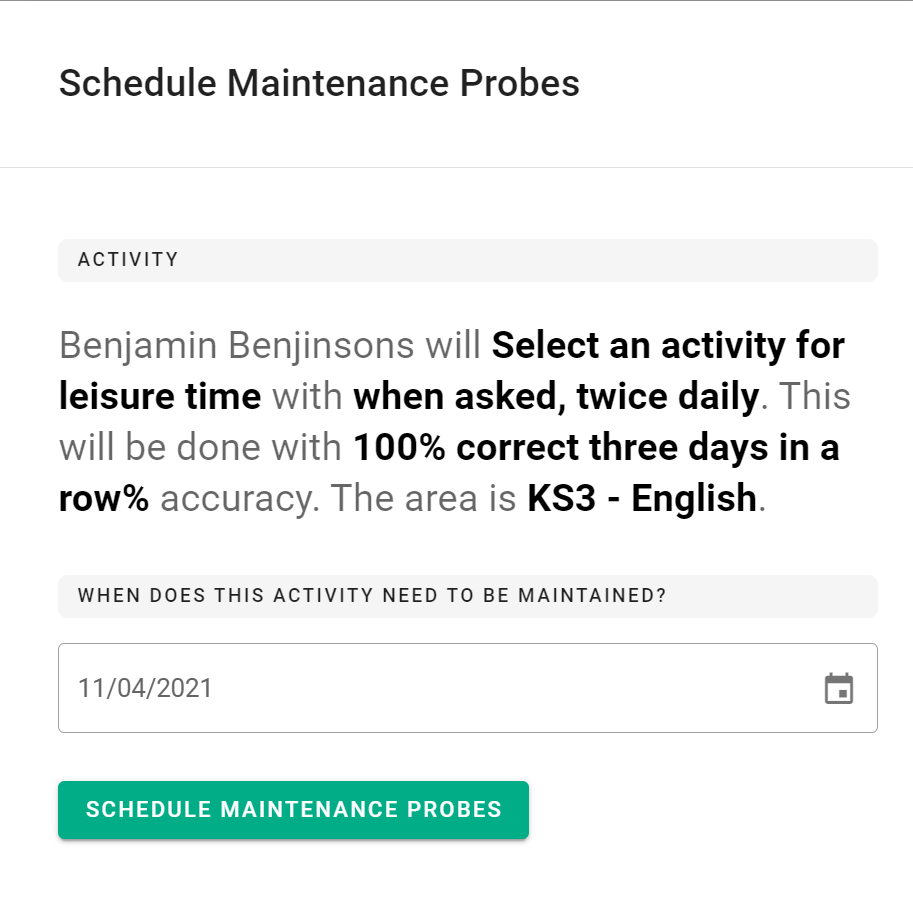 Schedule Maintenance Probes
ACTIVITY
Benjamin Benjinsons will Select an activity for
leisure time with when asked, twice daily. This
will be done with 100% correct three days in a
row% accuracy. The area is KS3 - English.
WHEN DOES THIS ACTIVITY NEED TO BE MAINTAINED?
11/04/2021
SCHEDULE MAINTENANCE PROBES